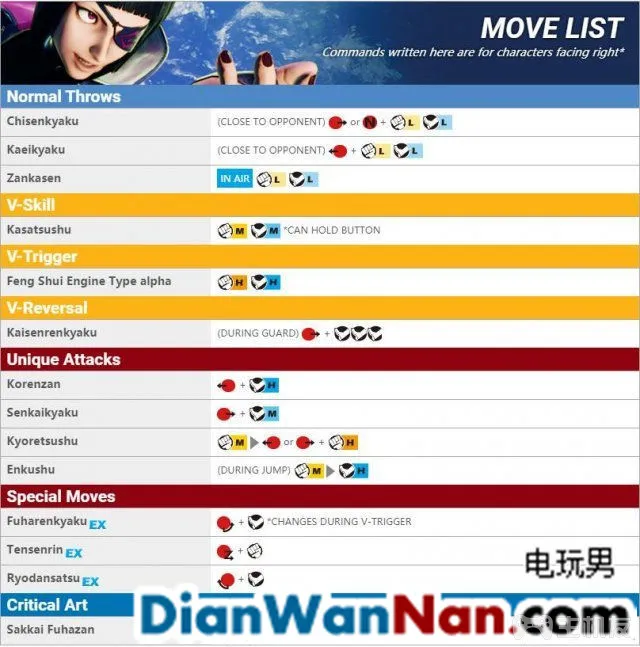 MOVE LIST
Commands written here are for characters facing right*
Normal Throws
Chisenkyaku (CLOSE TO OPPONENT) or N + L L
Kaeikyaku (CLOSE TO OPPONENT) + L L
Zankasen IN AIR L L
V-Skill
Kasatsushu M M *CAN HOLD BUTTON
V-Trigger
Feng Shui Engine Type alpha H H
V-Reversal
Kaisenrenkyaku (DURING GUARD) +
Unique Attacks
Korenzan + H
Senkaikyaku + M
Kyoretsushu M or + H
Enkushu (DURING JUMP) M H
Special Moves
Fuharenkyaku EX + *CHANGES DURING V-TRIGGER
Tensenrin EX +
Ryodansatsu EX +
电玩男
Critical Art
DianWanNan.com
Sakkai Fuhazan